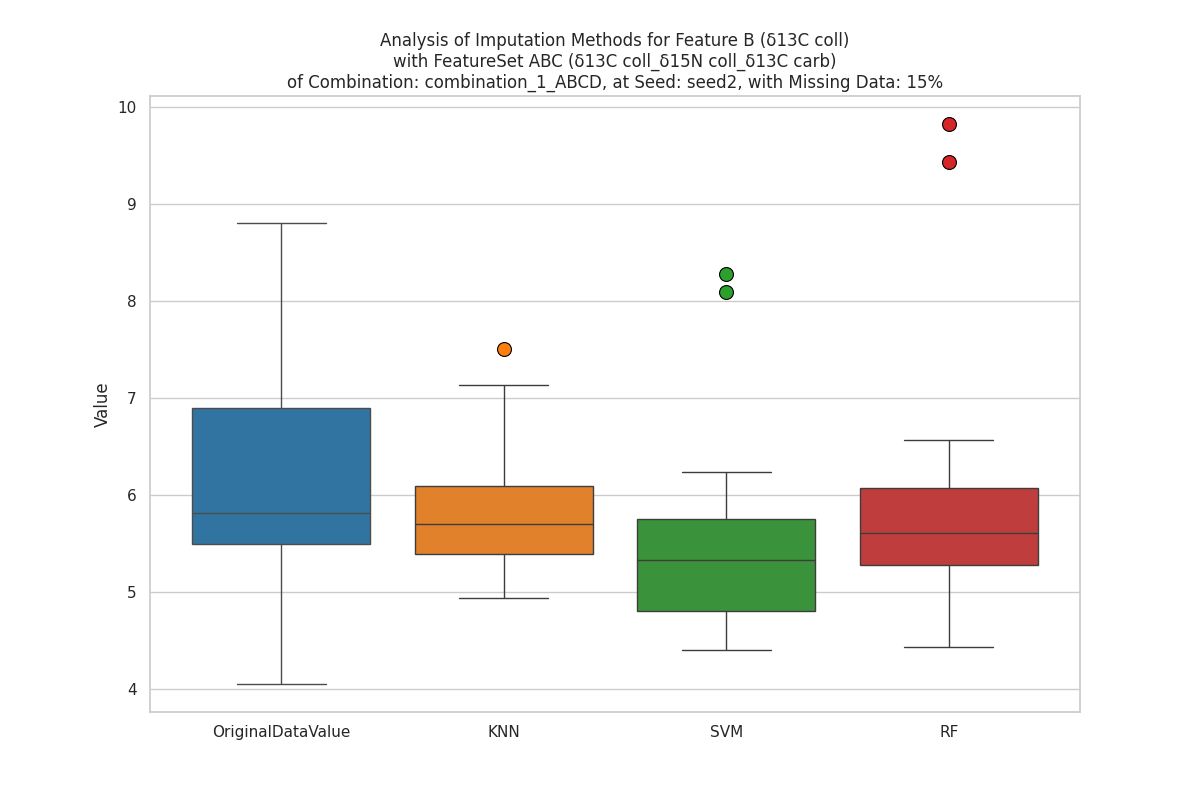 Analysis of Imputation Methods for Feature B (δ13C coll)
with FeatureSet ABC (δ13C coll_δ15N coll_δ13C carb)
of Combination: combination_1_ABCD, at Seed: seed2, with Missing Data: 15%
10
9
8
7
6
5
4
Value
OriginalDataValue
KNN
SVM
RF